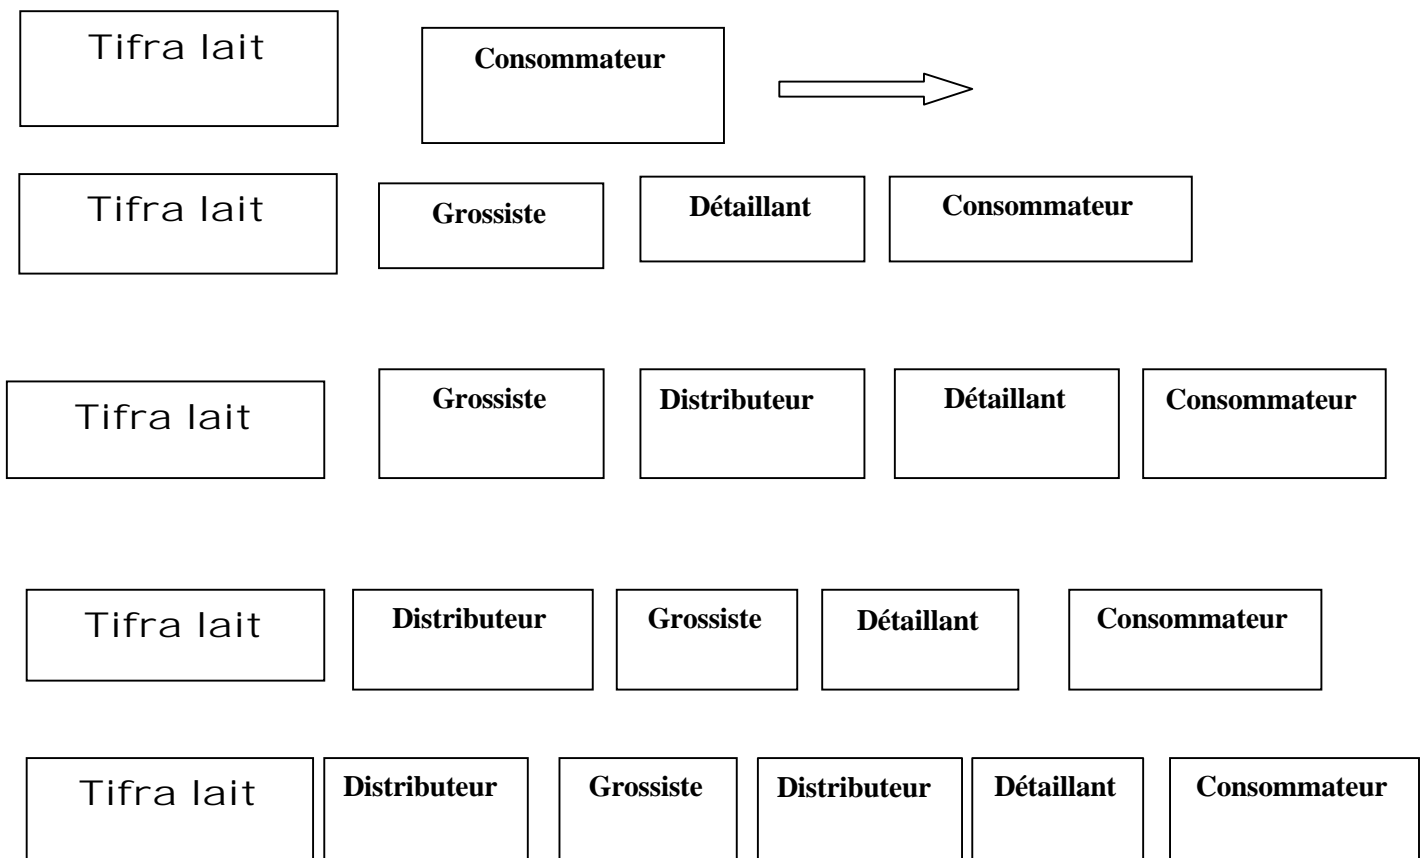 Tifra lait
Consommateur
Tifra lait
Grossiste
Détaillant
Consommateur
Tifra lait
Grossiste
Distributeur
Détaillant
Consommateur
Tifra lait
Distributeur
Grossiste
Détaillant
Consommateur
Tifra lait
Distributeur
Grossiste
Distributeur
Détaillant
Consommateur